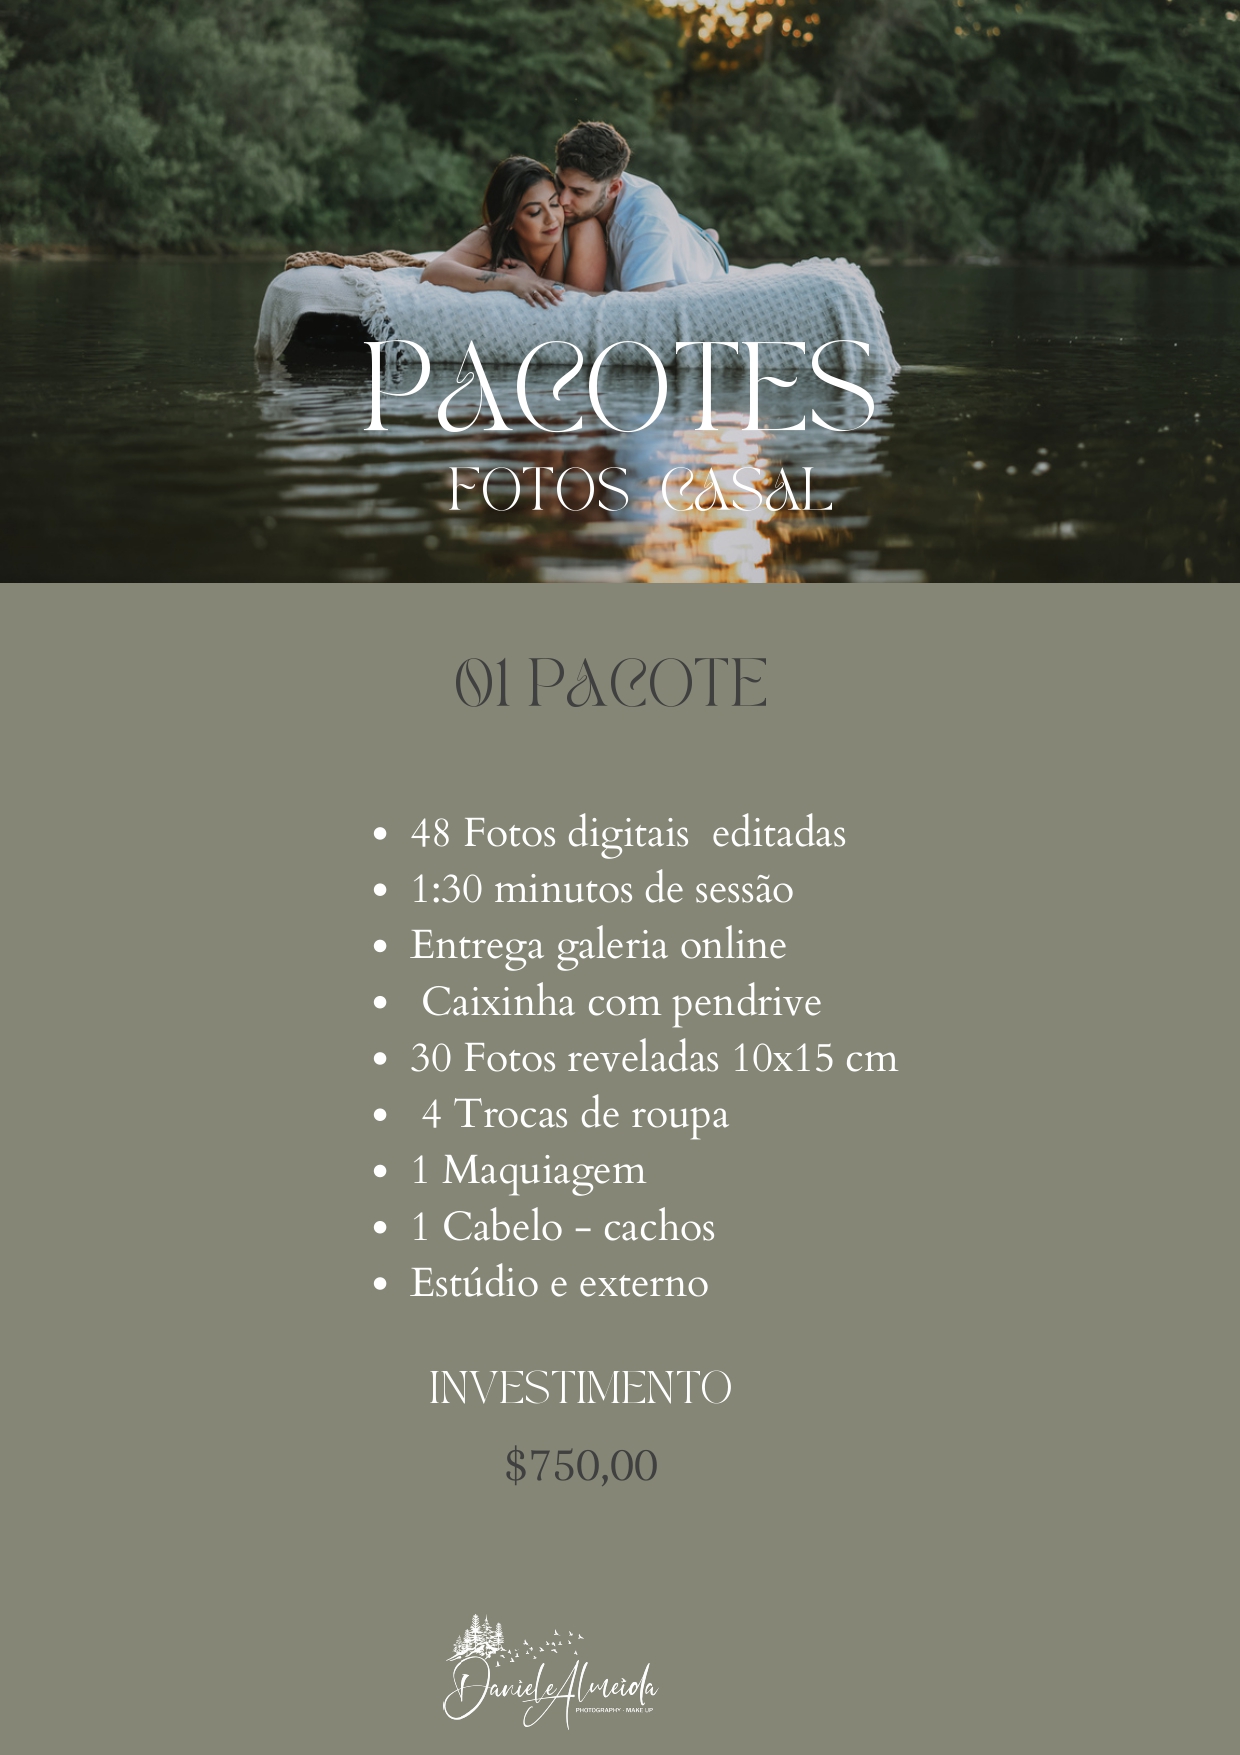 PACOTES
FOTOS CASAL
01 PACOTE
• 48 Fotos digitais editadas
• 1:30 minutos de sessão
• Entrega galeria online
• Caixinha com pendrive
• 30 Fotos reveladas 10x15 cm
• 4 Trocas de roupa
• 1 Maquiagem
• 1 Cabelo - cachos
• Estúdio e externo
INVESTIMENTO
$750,00
Daniele Almeida
PHOTOGRAPHY - MAKE UP